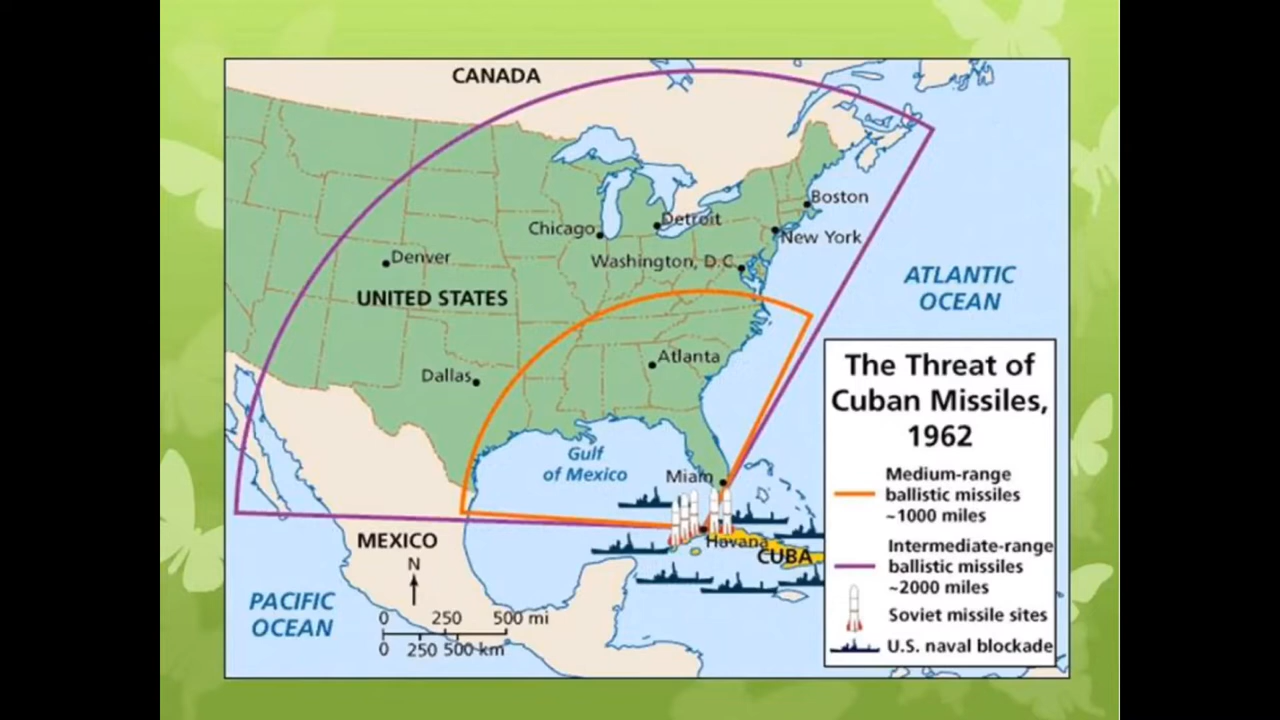 CANADA
Boston
Detroit
Chicago
New York
Washington, D.C.
Denver
ATLANTIC
OCEAN
UNITED STATES
Atlanta
Dallas
Gulf
of Mexico
Miam
Havana
CUBA
MEXICO
N
PACIFIC
OCEAN
0 250 500 mi
0 250 500 km
The Threat of
Cuban Missiles,
1962
Medium-range
ballistic missiles
~1000 miles
Intermediate-range
ballistic missiles
~2000 miles
Soviet missile sites
U.S. naval blockade